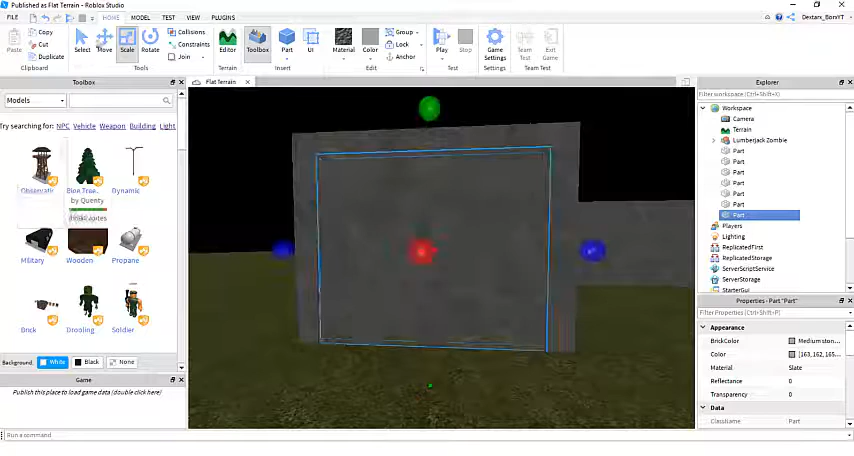 Published as Flat Terrain - Roblox Studio
FILE HOME MODEL TEST VIEW PLUGINS Dextarx_BorxYT
Paste Copy Cut Duplicate Select Move Scale Rotate Collisions Constraints Join Editor Toolbox Part UI Material Color Group Lock Anchor Play Stop Game Settings Team Test Exit Game
Clipboard Tools Terrain Insert Edit Test Settings Team Test
Toolbox
Models
Try searching for: NPC Vehicle Weapon Building Light
Dynamic
by Quenty
Military Wooden Propane
Brick Drooling Soldier
Background: White Black None
Game
Publish this place to load game data (double click here)
Run a command
Flat Terrain
Explorer
Filter workspace (Ctrl+Shift+X)
Workspace
Camera
Terrain
Lumberjack Zombie
Part
Part
Part
Part
Part
Part
Part
Players
Lighting
ReplicatedFirst
ReplicatedStorage
ServerScriptService
ServerStorage
StarterGui
Properties - Part "Part"
Filter Properties (Ctrl+Shift+P)
Appearance
BrickColor Medium ston...
Color [163, 162, 165...
Material Slate
Reflectance 0
Transparency 0
Data
ClassName Part